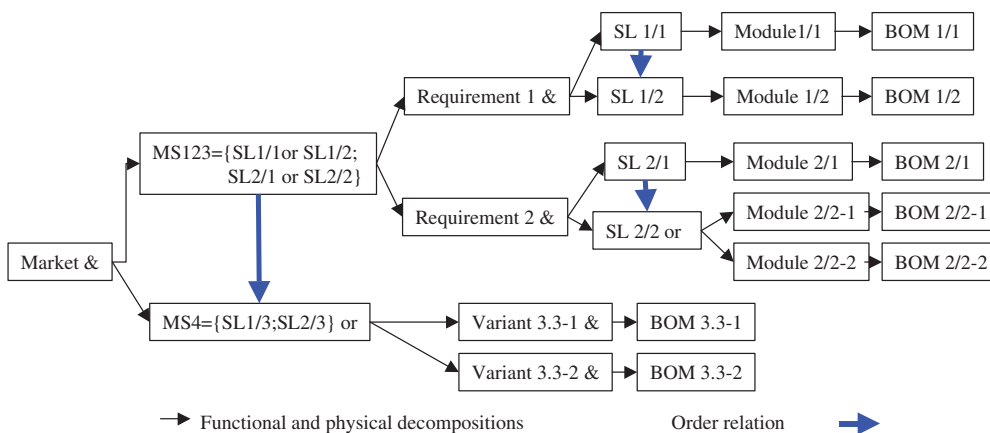 SL 1/1
Module1/1
BOM 1/1
Requirement 1 &
SL 1/2
Module 1/2
BOM 1/2
MS123={SL1/1or SL1/2;
SL2/1 or SL2/2}
SL 2/1
Module 2/1
BOM 2/1
Requirement 2 &
SL 2/2 or
Module 2/2-1
BOM 2/2-1
Module 2/2-2
BOM 2/2-2
Market &
MS4={SL1/3;SL2/3} or
Variant 3.3-1 &
BOM 3.3-1
Variant 3.3-2 &
BOM 3.3-2
Functional and physical decompositions
Order relation